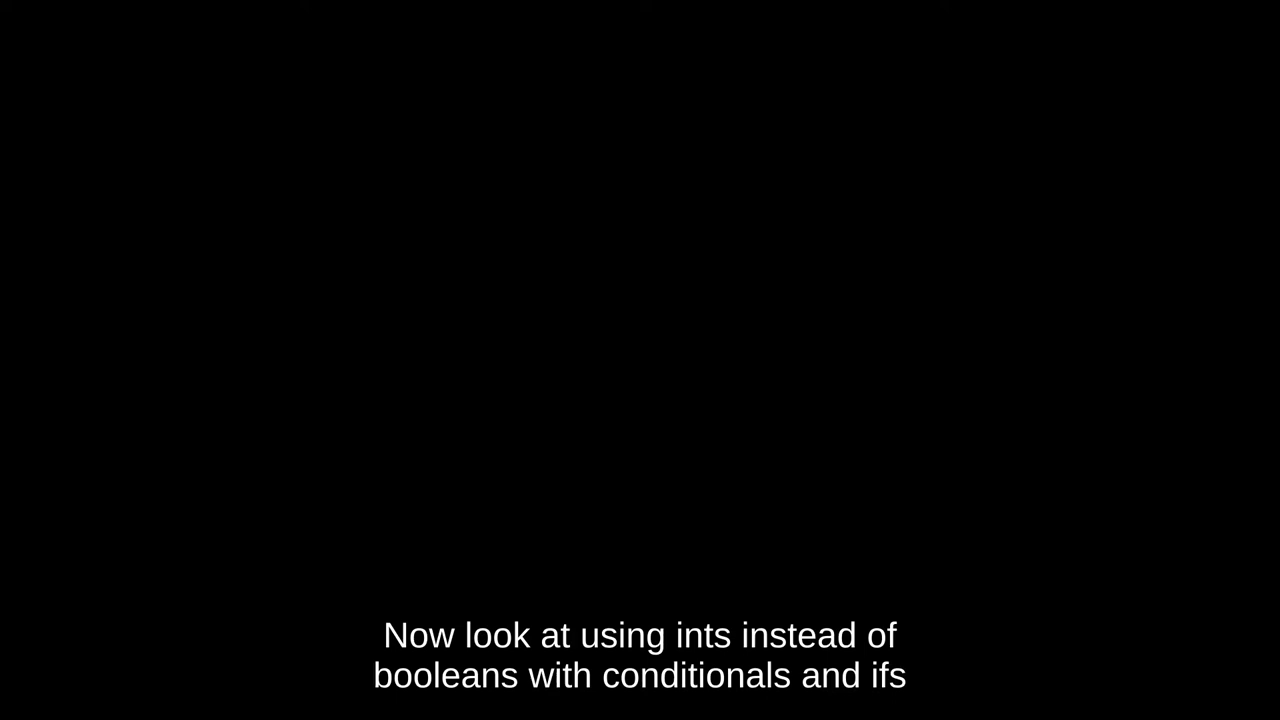 Now look at using ints instead of
booleans with conditionals and ifs